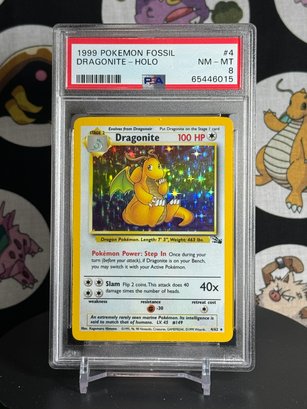 1999 POKEMON FOSSIL #4
DRAGONITE - HOLO NM - MT
8
PSA 65446015
STAGE 2 Evolves from Dragonair Put Dragonite on the Stage 1 card
Dragonite 100 HP
Dragon Pokémon. Length: 7' 3", Weight: 463 lbs.
Pokémon Power: Step In Once during your
turn (before your attack), if Dragonite is on your Bench,
you may switch it with your Active Pokémon.
Slam Flip 2 coins. This attack does 40 40x
damage times the number of heads.
weakness resistance retreat cost
-30
An extremely rarely seen marine Pokémon. Its intelligence is
said to match that of humans. LV. 45 #149
4/62